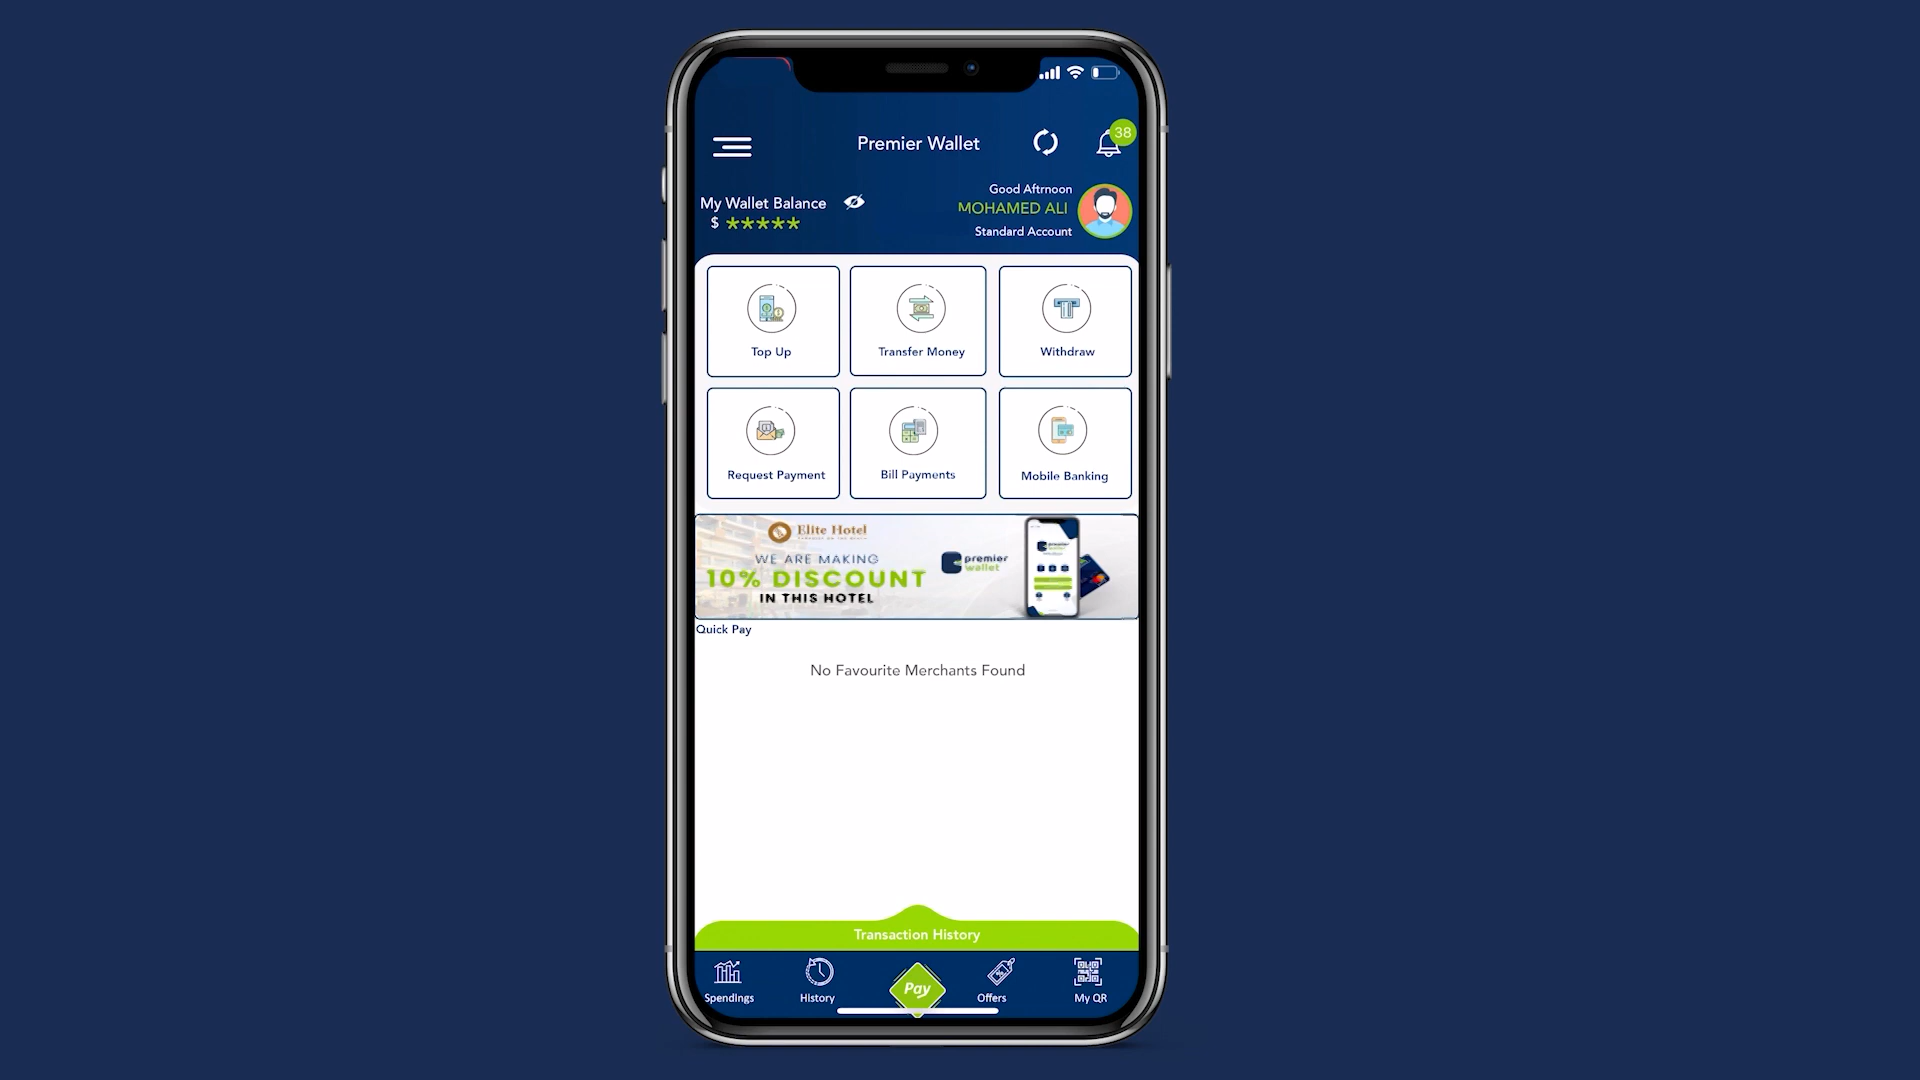 Premier Wallet
38
My Wallet Balance
$ *****
Good Aftrnoon
MOHAMED ALI
Standard Account
Top Up
Transfer Money
Withdraw
Request Payment
Bill Payments
Mobile Banking
Elite Hotel
WE ARE MAKING
10% DISCOUNT
IN THIS HOTEL
premier
wallet
Quick Pay
No Favourite Merchants Found
Transaction History
Spendings
History
Pay
Offers
My QR